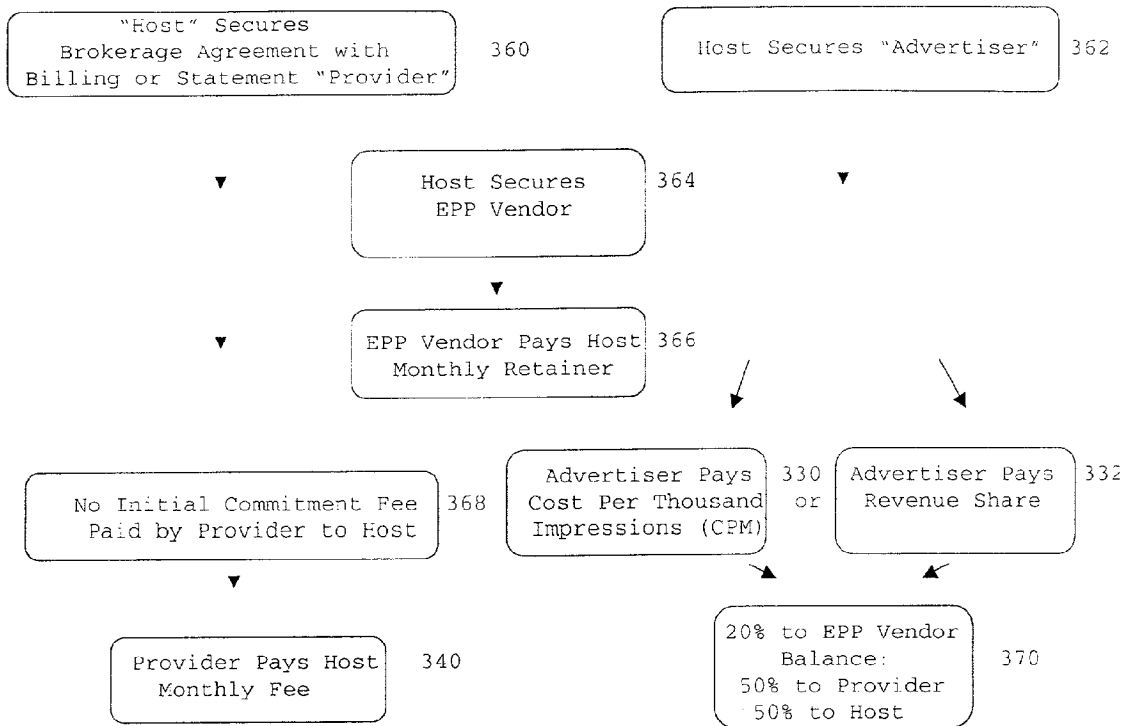 "Host" Secures
Brokerage Agreement with
Billing or Statement "Provider"
360
Host Secures "Advertiser"
362
Host Secures
EPP Vendor
364
EPP Vendor Pays Host
Monthly Retainer
366
No Initial Commitment Fee
Paid by Provider to Host
368
Advertiser Pays
Cost Per Thousand
Impressions (CPM)
330
or
Advertiser Pays
Revenue Share
332
Provider Pays Host
Monthly Fee
340
20% to EPP Vendor
Balance:
50% to Provider
50% to Host
370